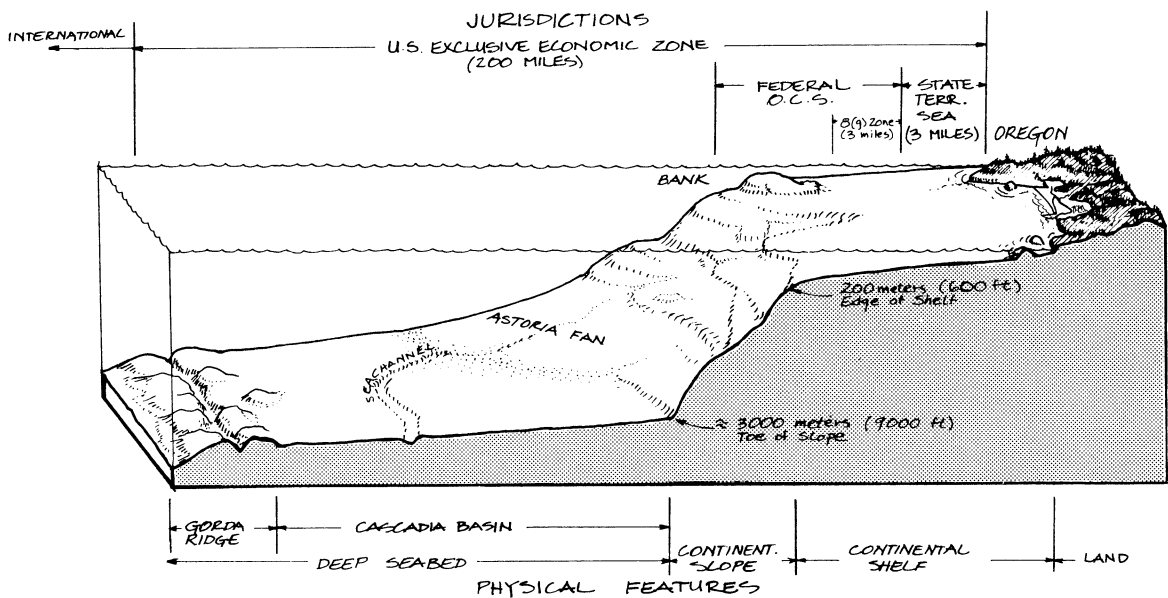 JURISDICTIONS
INTERNATIONAL
U.S. EXCLUSIVE ECONOMIC ZONE
(200 MILES)
FEDERAL
O.C.S.
STATE
TERR.
SEA
(3 MILES)
8(g) Zone
(3 miles)
OREGON
BANK
200 meters (600 ft)
Edge of Shelf
ASTORIA FAN
SEACHANNEL
≈ 3000 meters (9000 ft)
Toe of Slope
GORDA
RIDGE
CASCADIA BASIN
DEEP SEABED
CONTINENT.
SLOPE
CONTINENTAL
SHELF
LAND
PHYSICAL FEATURES